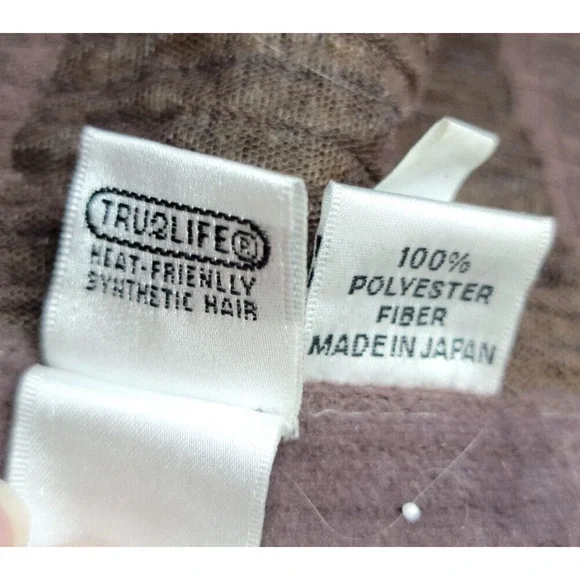 TRU2LIFE®
HEAT-FRIENLLY
SYNTHETIC HAIR
100%
POLYESTER
FIBER
MADE IN JAPAN